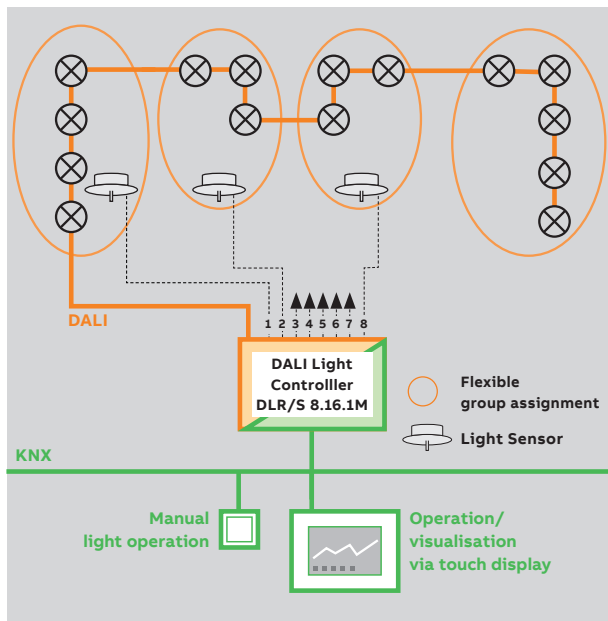 DALI
1 2 3 4 5 6 7 8
DALI Light
Controlller
DLR/S 8.16.1M
Flexible
group assignment
Light Sensor
KNX
Manual
light operation
Operation/
visualisation
via touch display